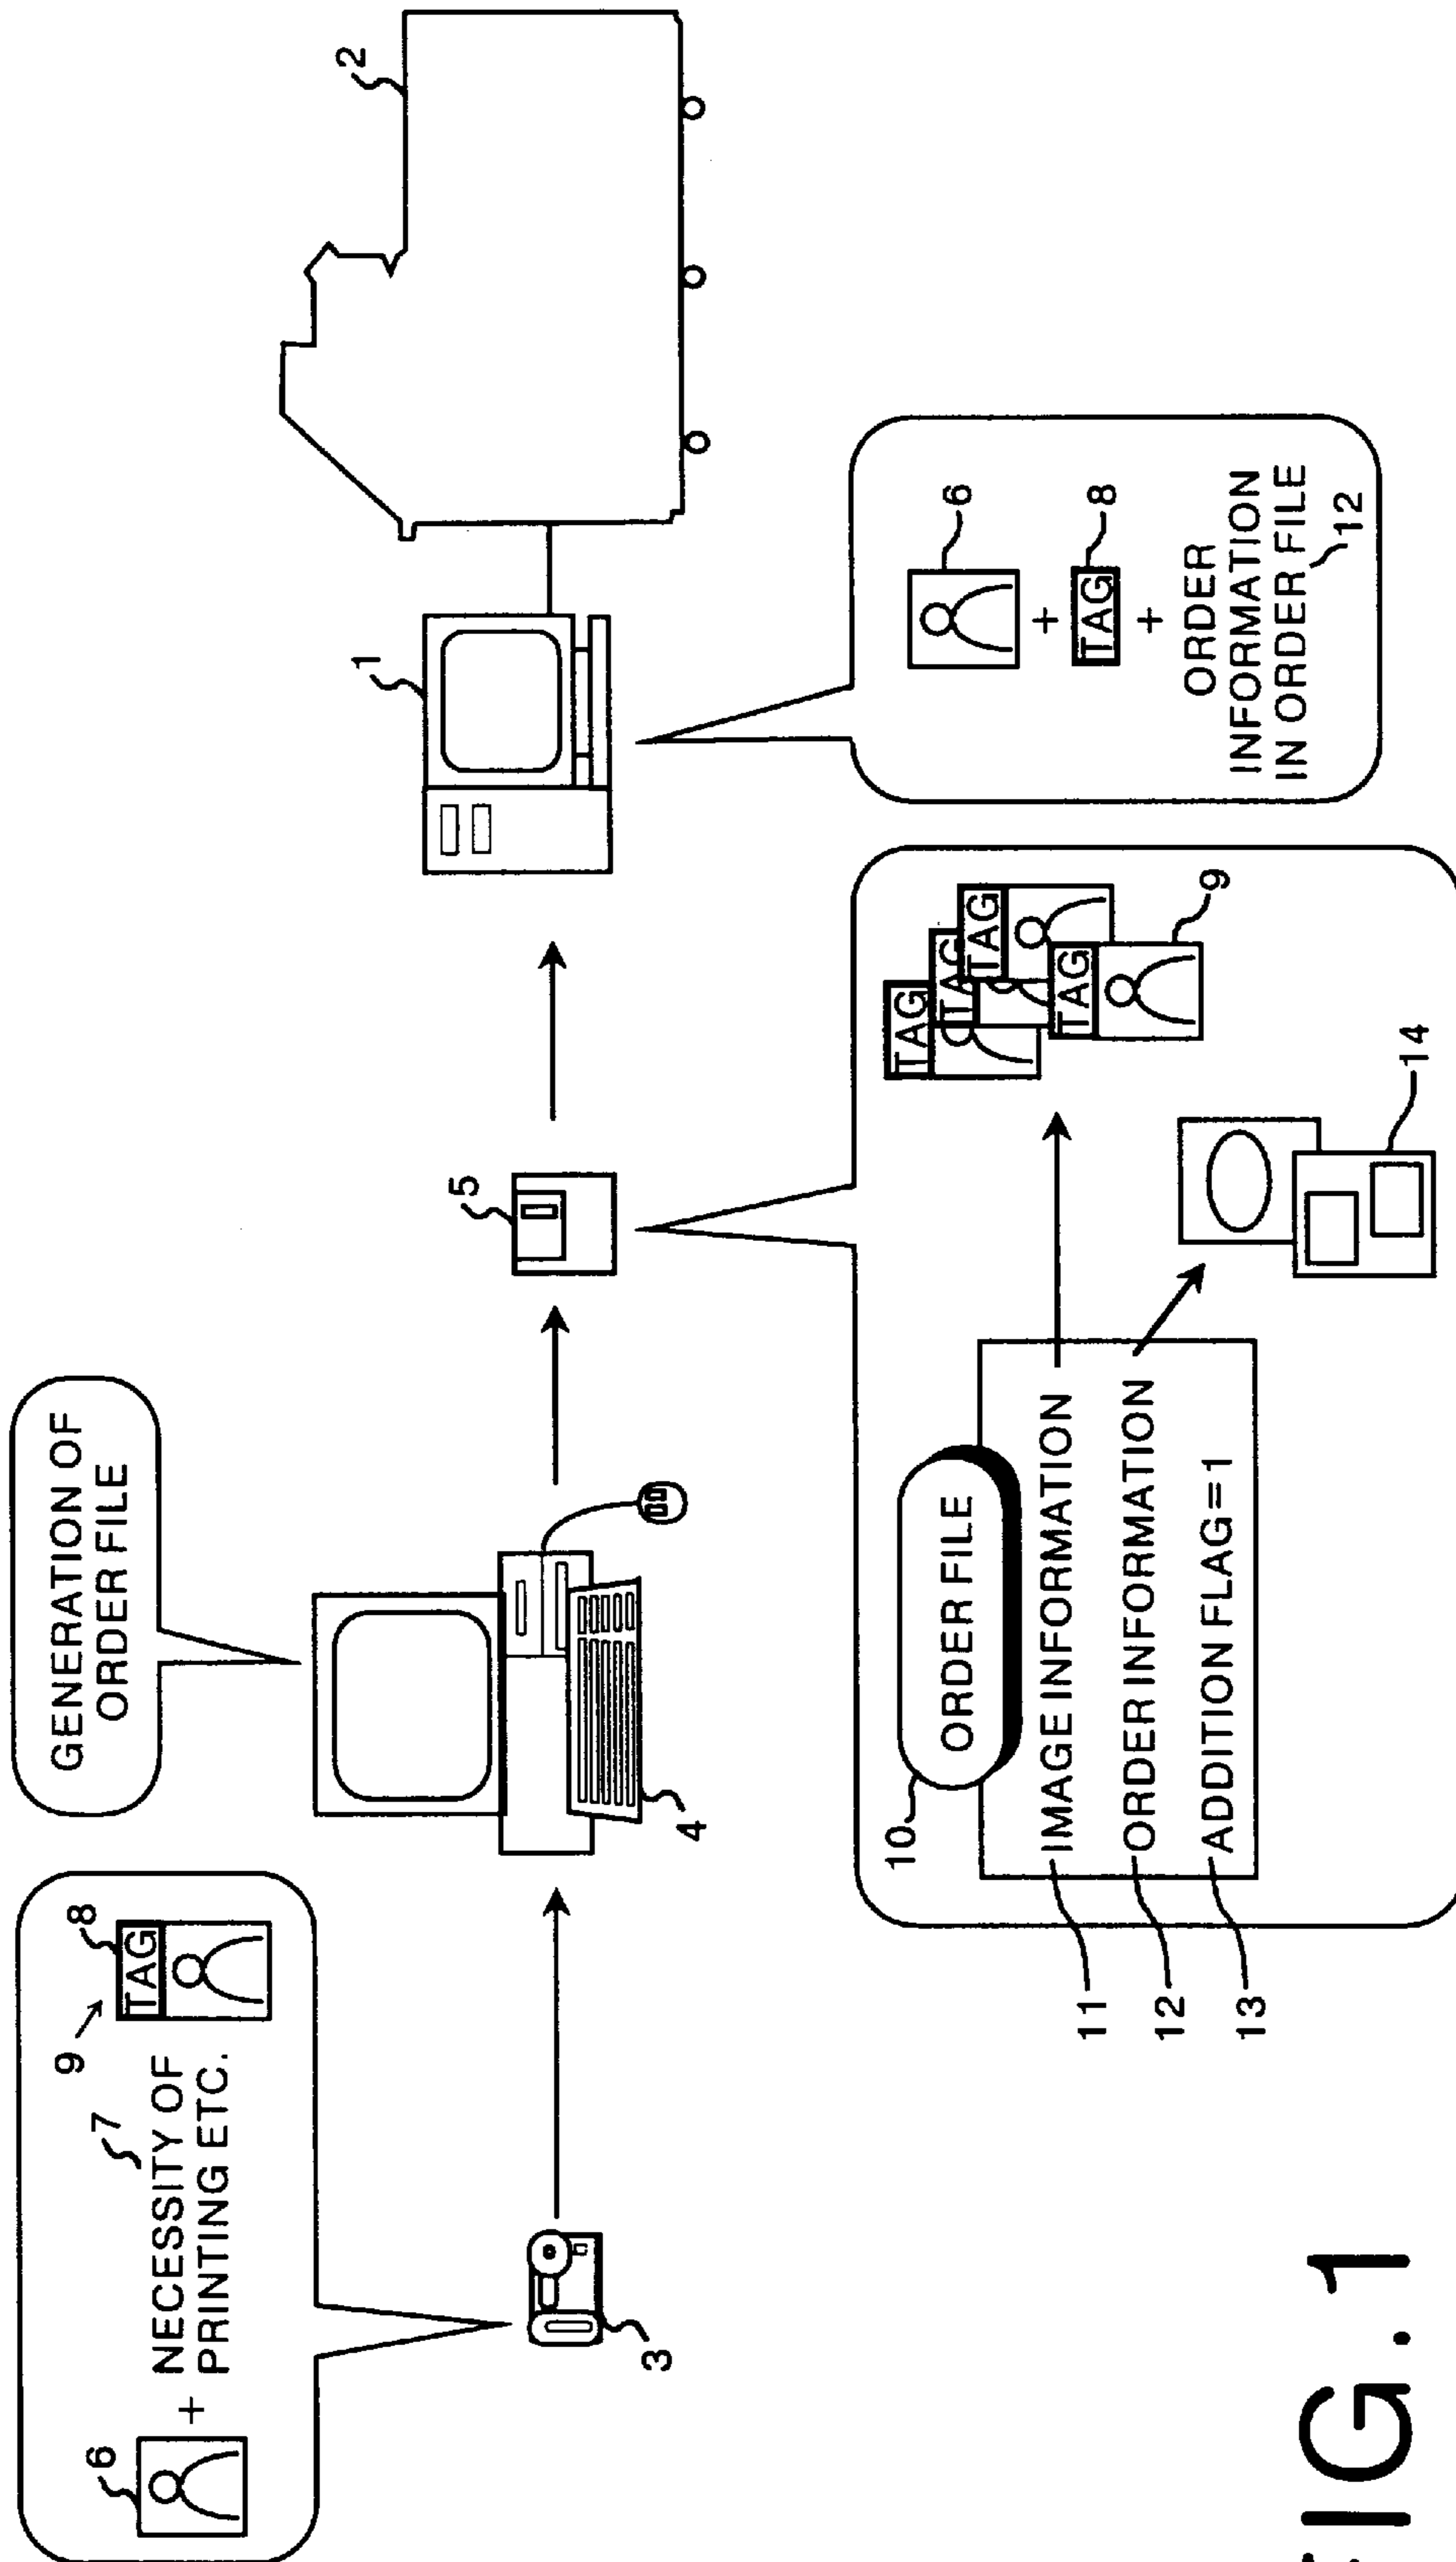 6
+
7
NECESSITY OF
PRINTING ETC.
9
8
TAG
GENERATION OF
ORDER FILE
3
4
5
1
2
10
ORDER FILE
11
IMAGE INFORMATION
12
ORDER INFORMATION
13
ADDITION FLAG=1
TAG
TAG
TAG
TAG
9
14
6
+
TAG
8
+
ORDER
INFORMATION
IN ORDER FILE
12
FIG.1